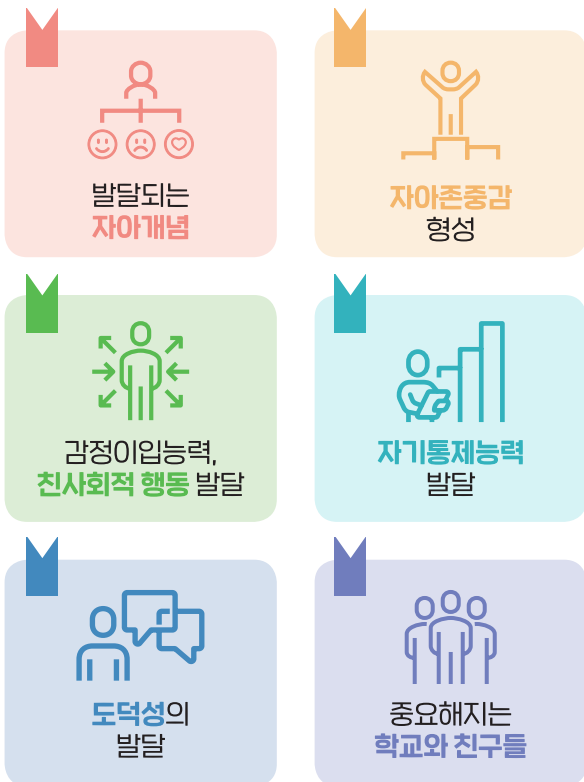 발달되는
자아개념
자아존중감
형성
감정이입능력,
친사회적 행동 발달
자기통제능력
발달
도덕성의
발달
중요해지는
학교와 친구들